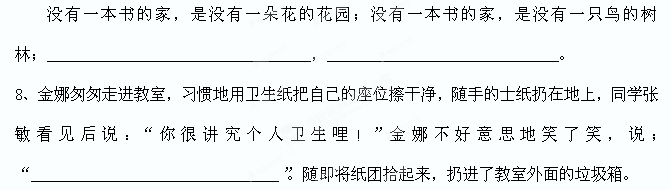 没有一本书的家，是没有一朵花的花园；没有一本书的家，是没有一只鸟的树
林；____________________________，________________________。
8、金娜匆匆走进教室，习惯地用卫生纸把自己的座位擦干净，随手的士纸扔在地上，同学张
敏看见后说：“你很讲究个人卫生哩！”金娜不好意思地笑了笑，说；
“____________________________”。随即将纸团拾起来，扔进了教室外面的垃圾箱。